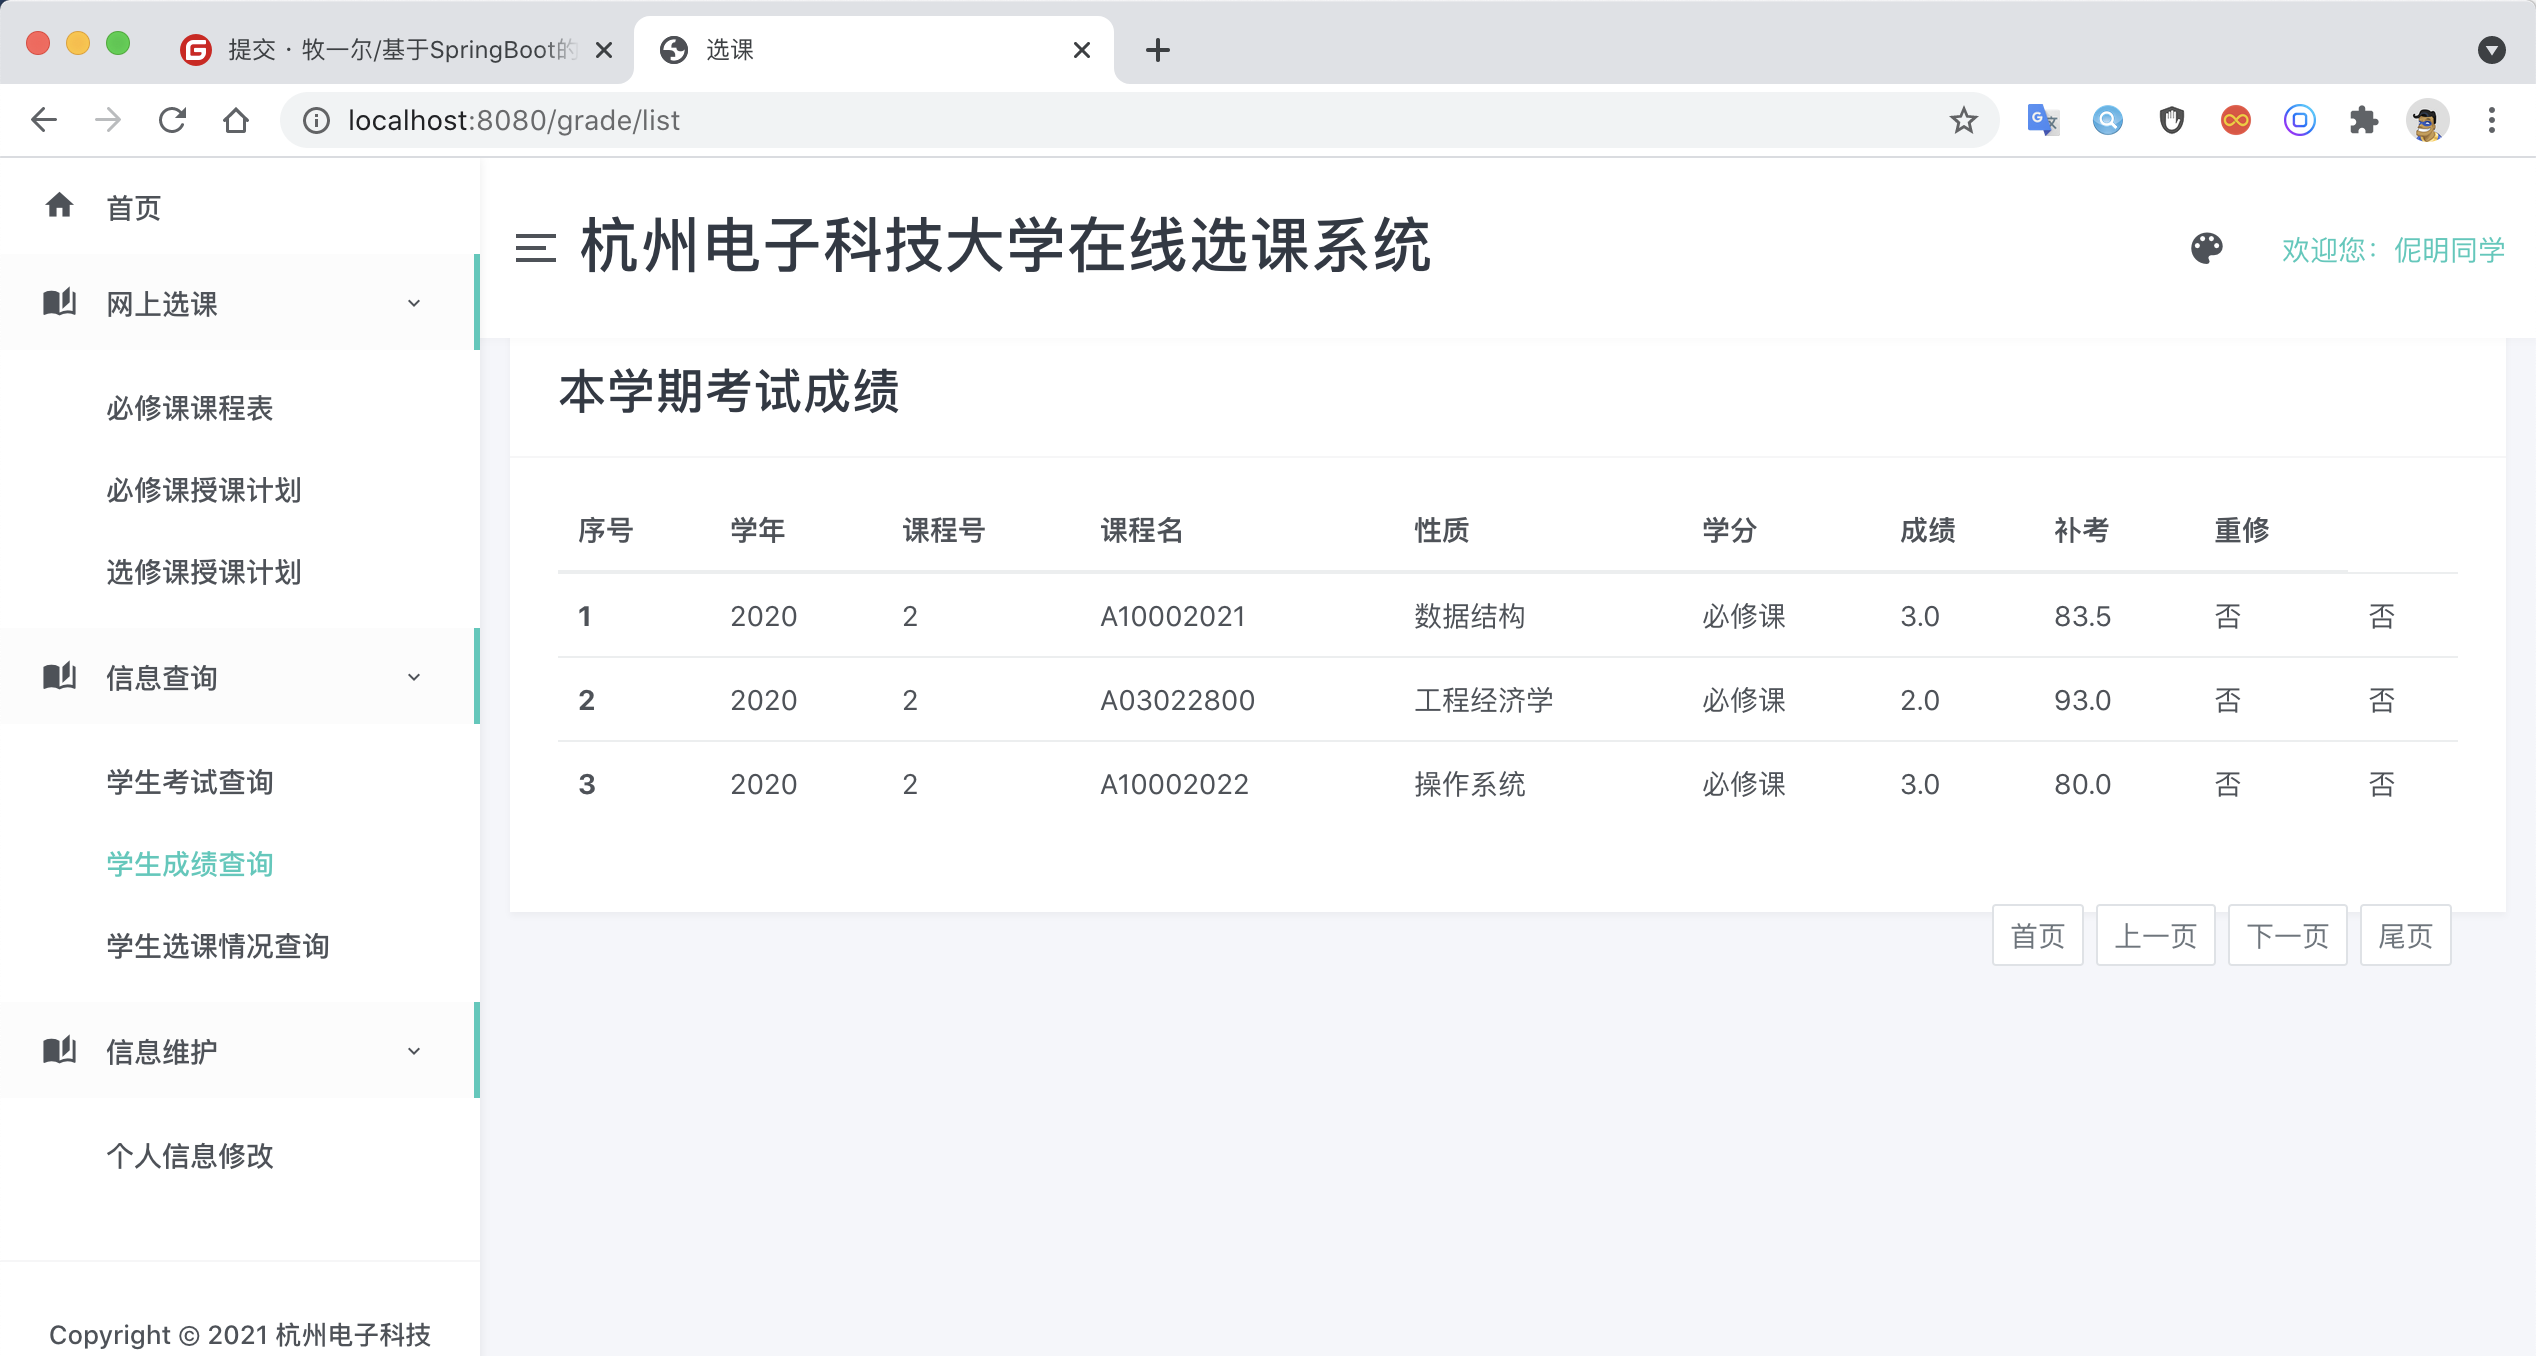 提交 · 牧一尔/基于SpringBoot的
选课
localhost:8080/grade/list
首页
网上选课
必修课课程表
必修课授课计划
选修课授课计划
信息查询
学生考试查询
学生成绩查询
学生选课情况查询
信息维护
个人信息修改
Copyright © 2021 杭州电子科技
杭州电子科技大学在线选课系统
欢迎您：伲明同学
本学期考试成绩
序号 学年 课程号 课程名 性质 学分 成绩 补考 重修
1 2020 2 A10002021 数据结构 必修课 3.0 83.5 否 否
2 2020 2 A03022800 工程经济学 必修课 2.0 93.0 否 否
3 2020 2 A10002022 操作系统 必修课 3.0 80.0 否 否
首页 上一页 下一页 尾页